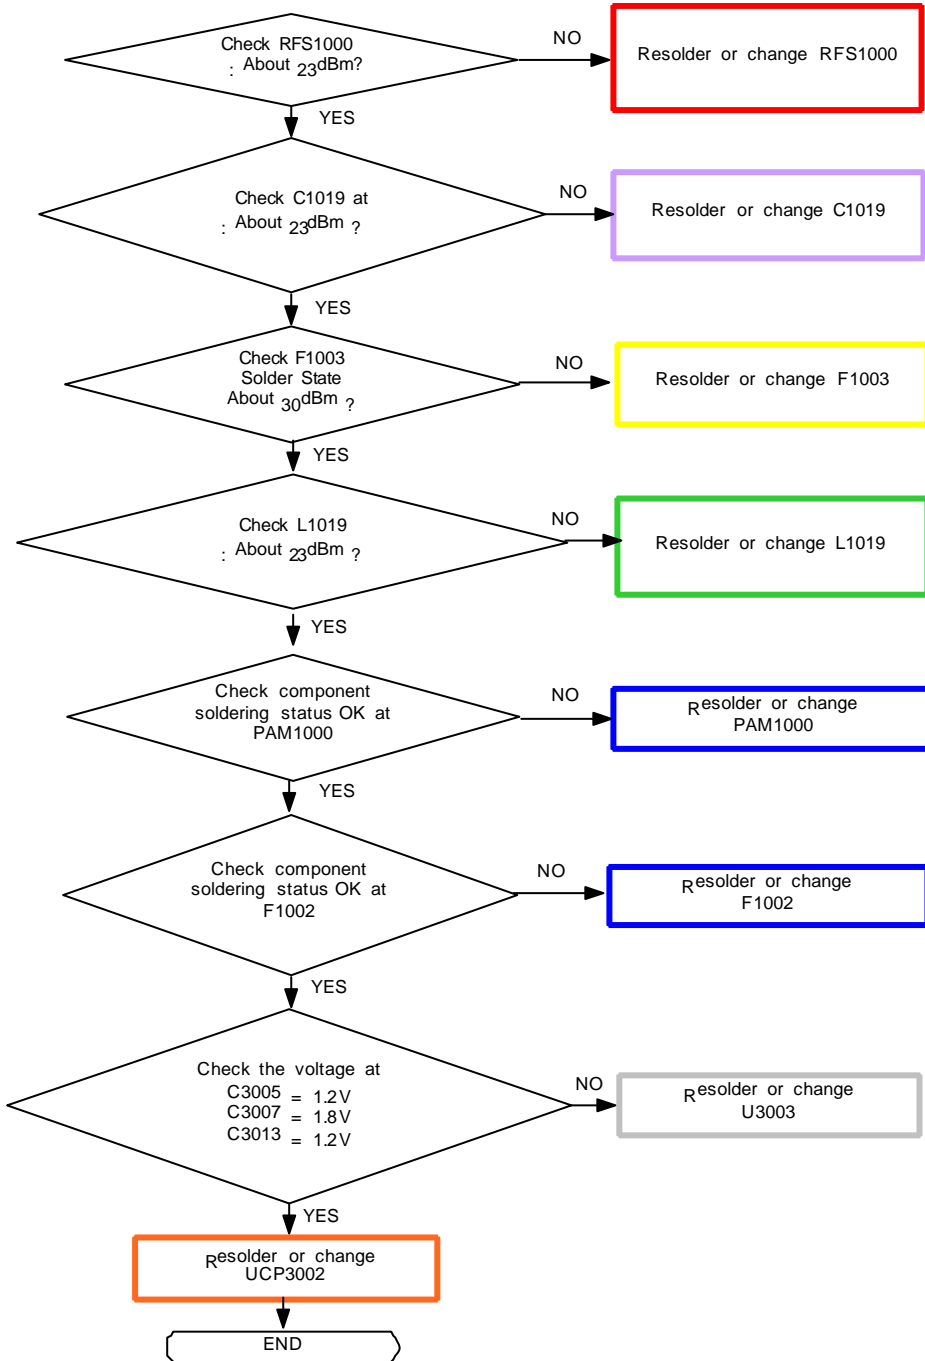 Check RFS1000
: About 23dBm?
NO
Resolder or change RFS1000
YES
Check C1019 at
: About 23dBm ?
NO
Resolder or change C1019
YES
Check F1003
Solder State
About 30dBm ?
NO
Resolder or change F1003
YES
Check L1019
: About 23dBm ?
NO
Resolder or change L1019
YES
Check component
soldering status OK at
PAM1000
NO
Resolder or change
PAM1000
YES
Check component
soldering status OK at
F1002
NO
Resolder or change
F1002
YES
Check the voltage at
C3005 = 1.2V
C3007 = 1.8V
C3013 = 1.2V
NO
Resolder or change
U3003
YES
Resolder or change
UCP3002
END